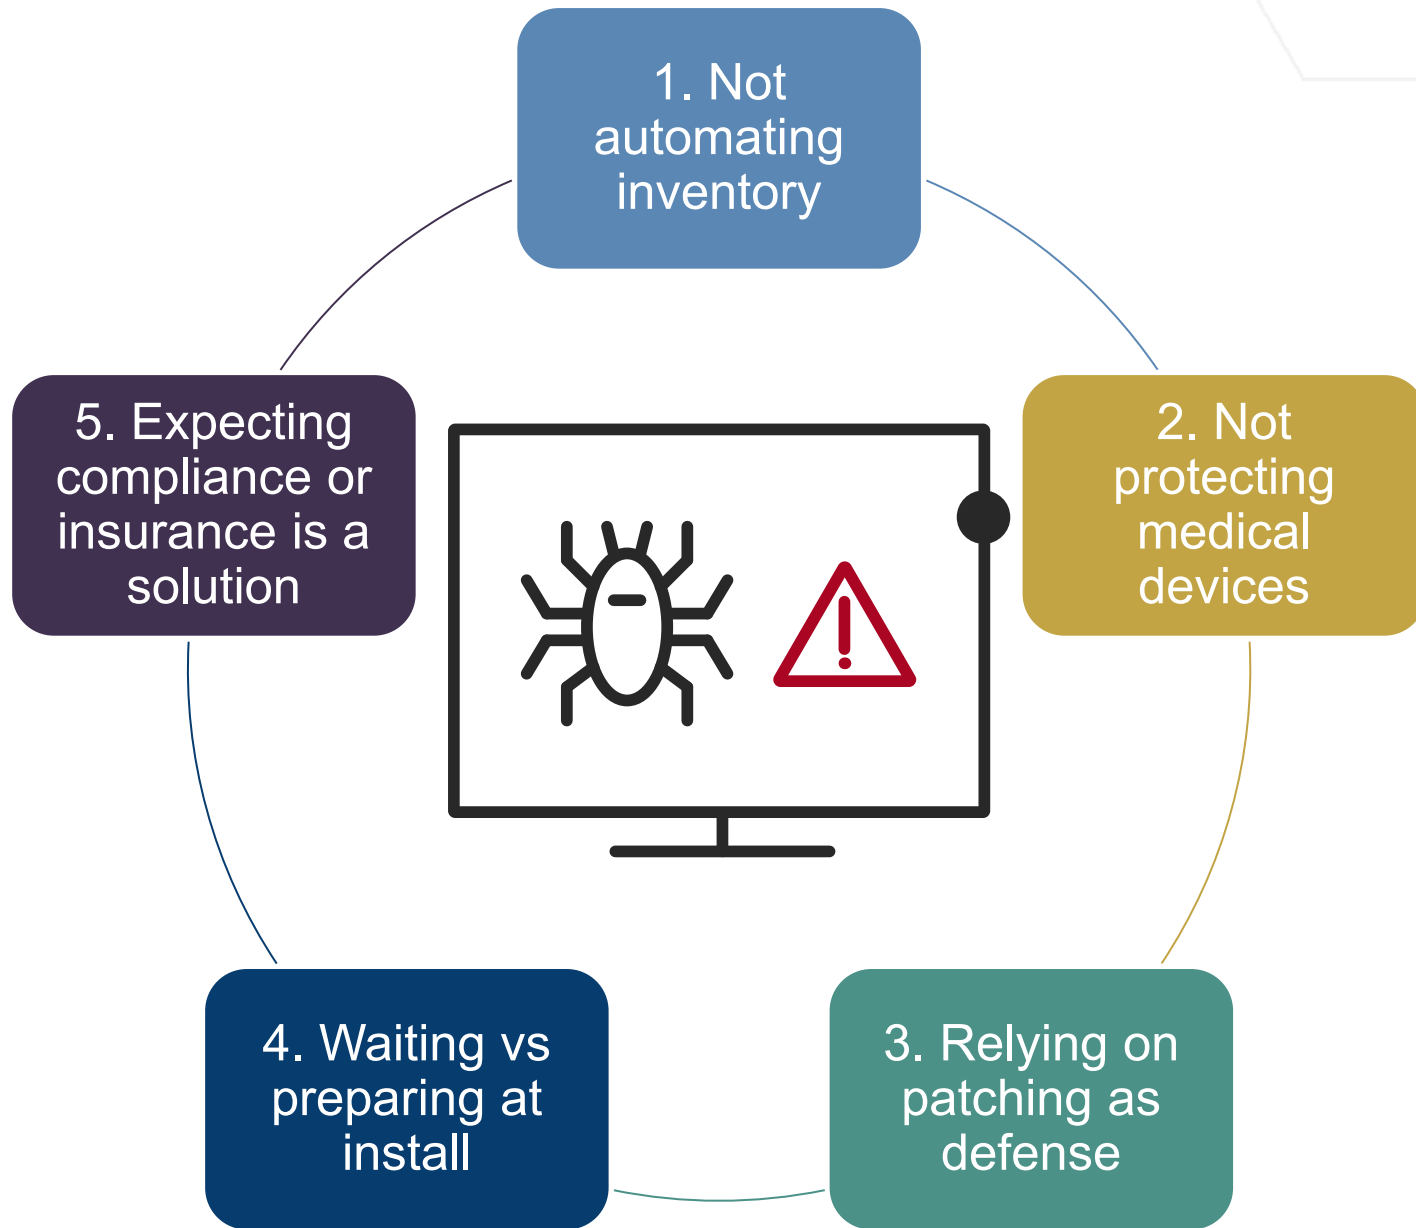 1. Not
automating
inventory
2. Not
protecting
medical
devices
3. Relying on
patching as
defense
4. Waiting vs
preparing at
install
5. Expecting
compliance or
insurance is a
solution